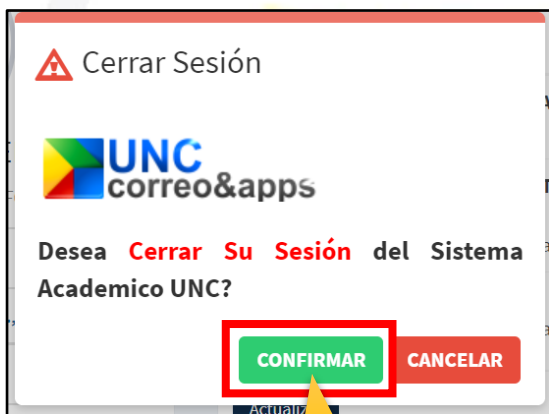 Cerrar Sesión
UNC
correo&apps
Desea Cerrar Su Sesión del Sistema
Academico UNC?
CONFIRMAR
CANCELAR